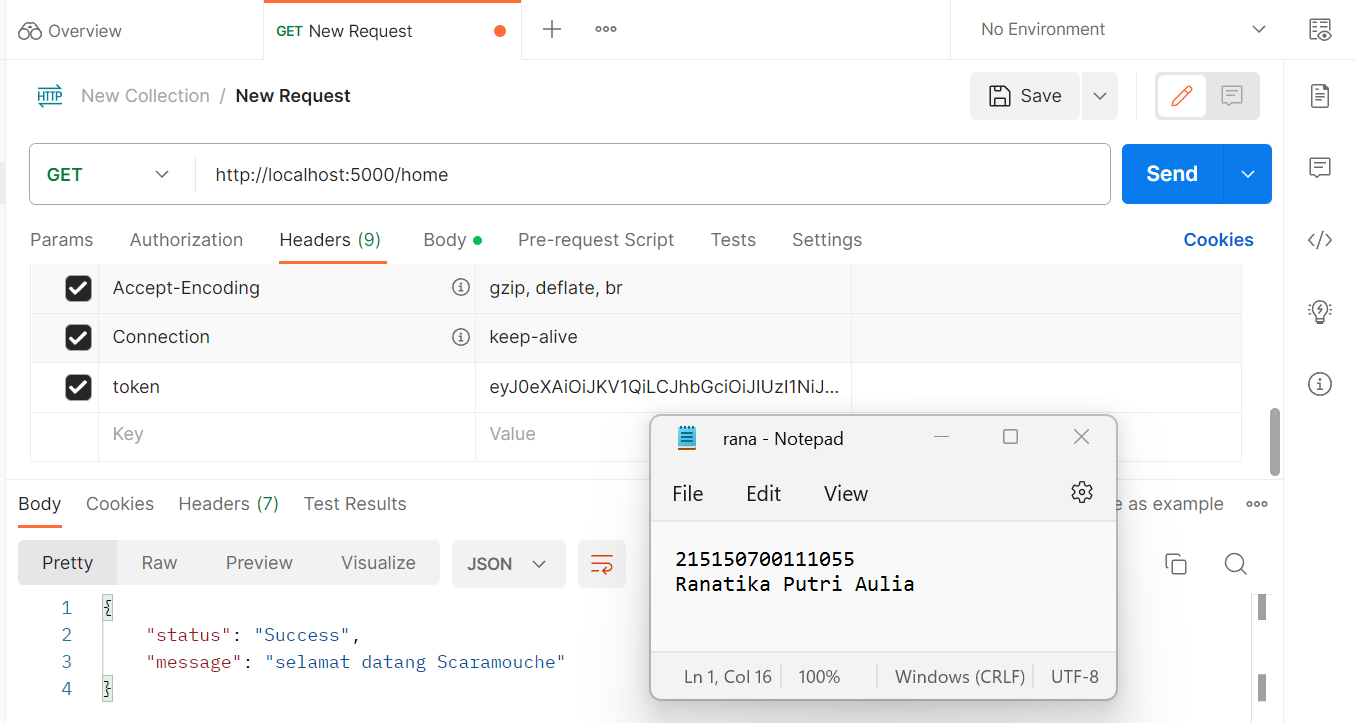 Overview
GET New Request
No Environment
HTTP New Collection / New Request
Save
GET http://localhost:5000/home
Send
Params Authorization Headers (9) Body Pre-request Script Tests Settings Cookies
Accept-Encoding gzip, deflate, br
Connection keep-alive
token eyJ0eXAiOiJKV1QiLCJhbGciOiJIUzI1NiJ...
Key Value
Body Cookies Headers (7) Test Results e as example
Pretty Raw Preview Visualize JSON
1 {
2 "status": "Success",
3 "message": "selamat datang Scaramouche"
4 }
rana - Notepad
File Edit View
215150700111055
Ranatika Putri Aulia
Ln 1, Col 16 100% Windows (CRLF) UTF-8